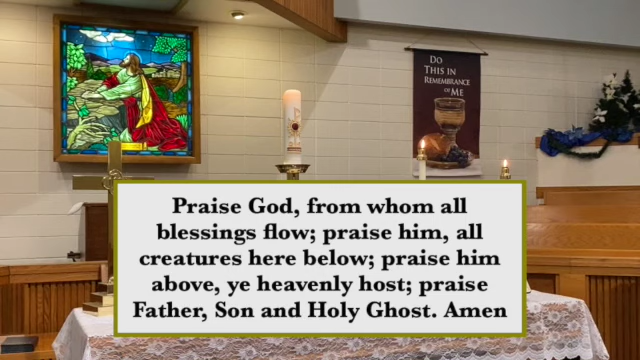 Do
This in
Remembrance
of Me
Praise God, from whom all
blessings flow; praise him, all
creatures here below; praise him
above, ye heavenly host; praise
Father, Son and Holy Ghost. Amen